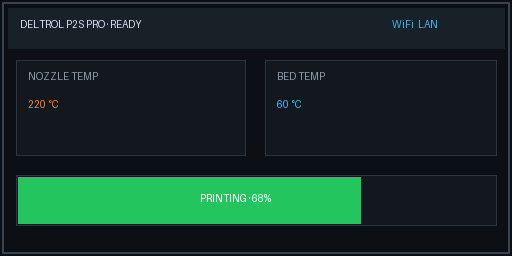 DELTROL P2S PRO · READY
WiFi LAN
NOZZLE TEMP
BED TEMP
220 °C
60 °C
PRINTING · 68%